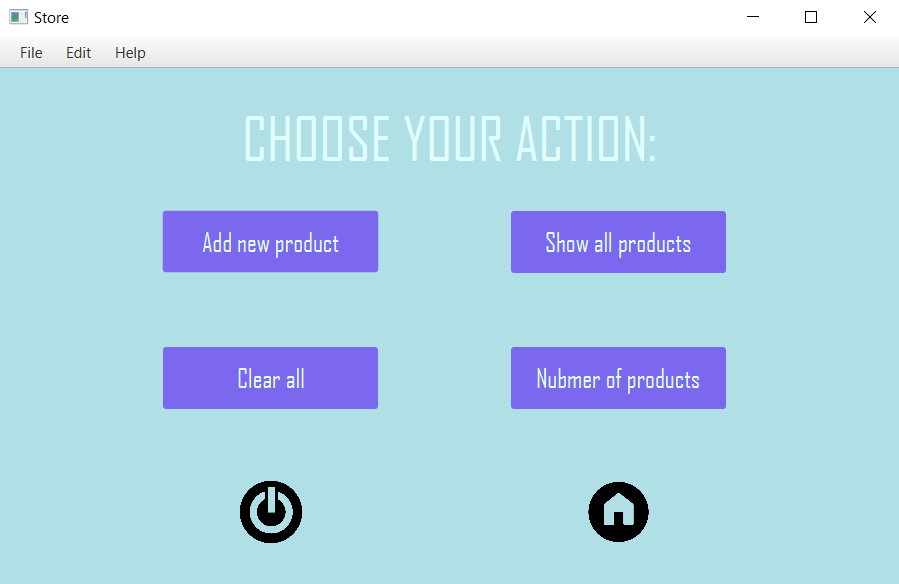 Store
File Edit Help
CHOOSE YOUR ACTION:
Add new product
Show all products
Clear all
Nubmer of products